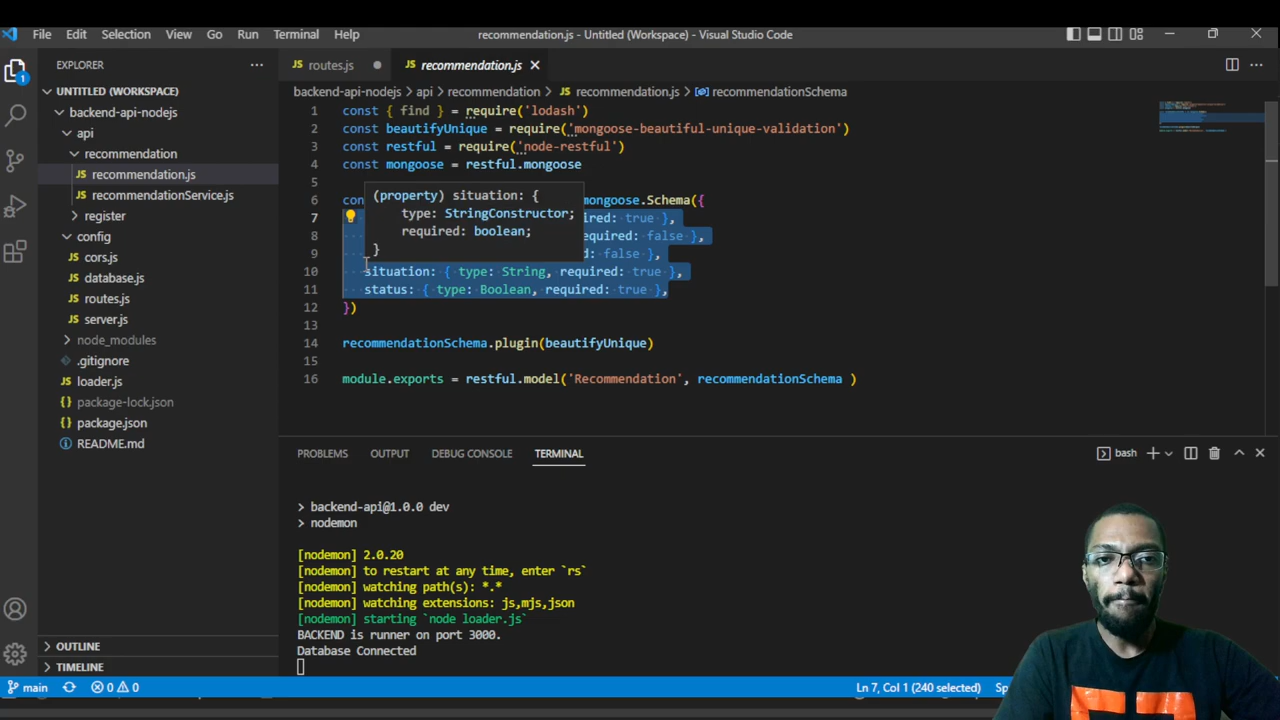 File Edit Selection View Go Run Terminal Help
recommendation.js - Untitled (Workspace) - Visual Studio Code
EXPLORER
1
UNTITLED (WORKSPACE)
backend-api-nodejs
api
recommendation
recommendation.js
recommendationService.js
register
config
cors.js
database.js
routes.js
server.js
node_modules
.gitignore
loader.js
package-lock.json
package.json
README.md
OUTLINE
TIMELINE
JS routes.js
JS recommendation.js
backend-api-nodejs > api > recommendation > JS recommendation.js > recommendationSchema
1 const { find } = require('lodash')
2 const beautifyUnique = require('mongoose-beautiful-unique-validation')
3 const restful = require('node-restful')
4 const mongoose = restful.mongoose
5
6 con mongoose.Schema({
(property) situation: {
type: StringConstructor;
required: boolean;
}
7 ired: true },
8 equired: false },
9 d: false },
10 situation: { type: String, required: true },
11 status: { type: Boolean, required: true },
12 })
13
14 recommendationSchema.plugin(beautifyUnique)
15
16 module.exports = restful.model('Recommendation', recommendationSchema )
PROBLEMS OUTPUT DEBUG CONSOLE TERMINAL
bash
> backend-api@1.0.0 dev
> nodemon
[nodemon] 2.0.20
[nodemon] to restart at any time, enter `rs`
[nodemon] watching path(s): *.*
[nodemon] watching extensions: js,mjs,json
[nodemon] starting `node loader.js`
BACKEND is runner on port 3000.
Database Connected
main 0 0
Ln 7, Col 1 (240 selected)